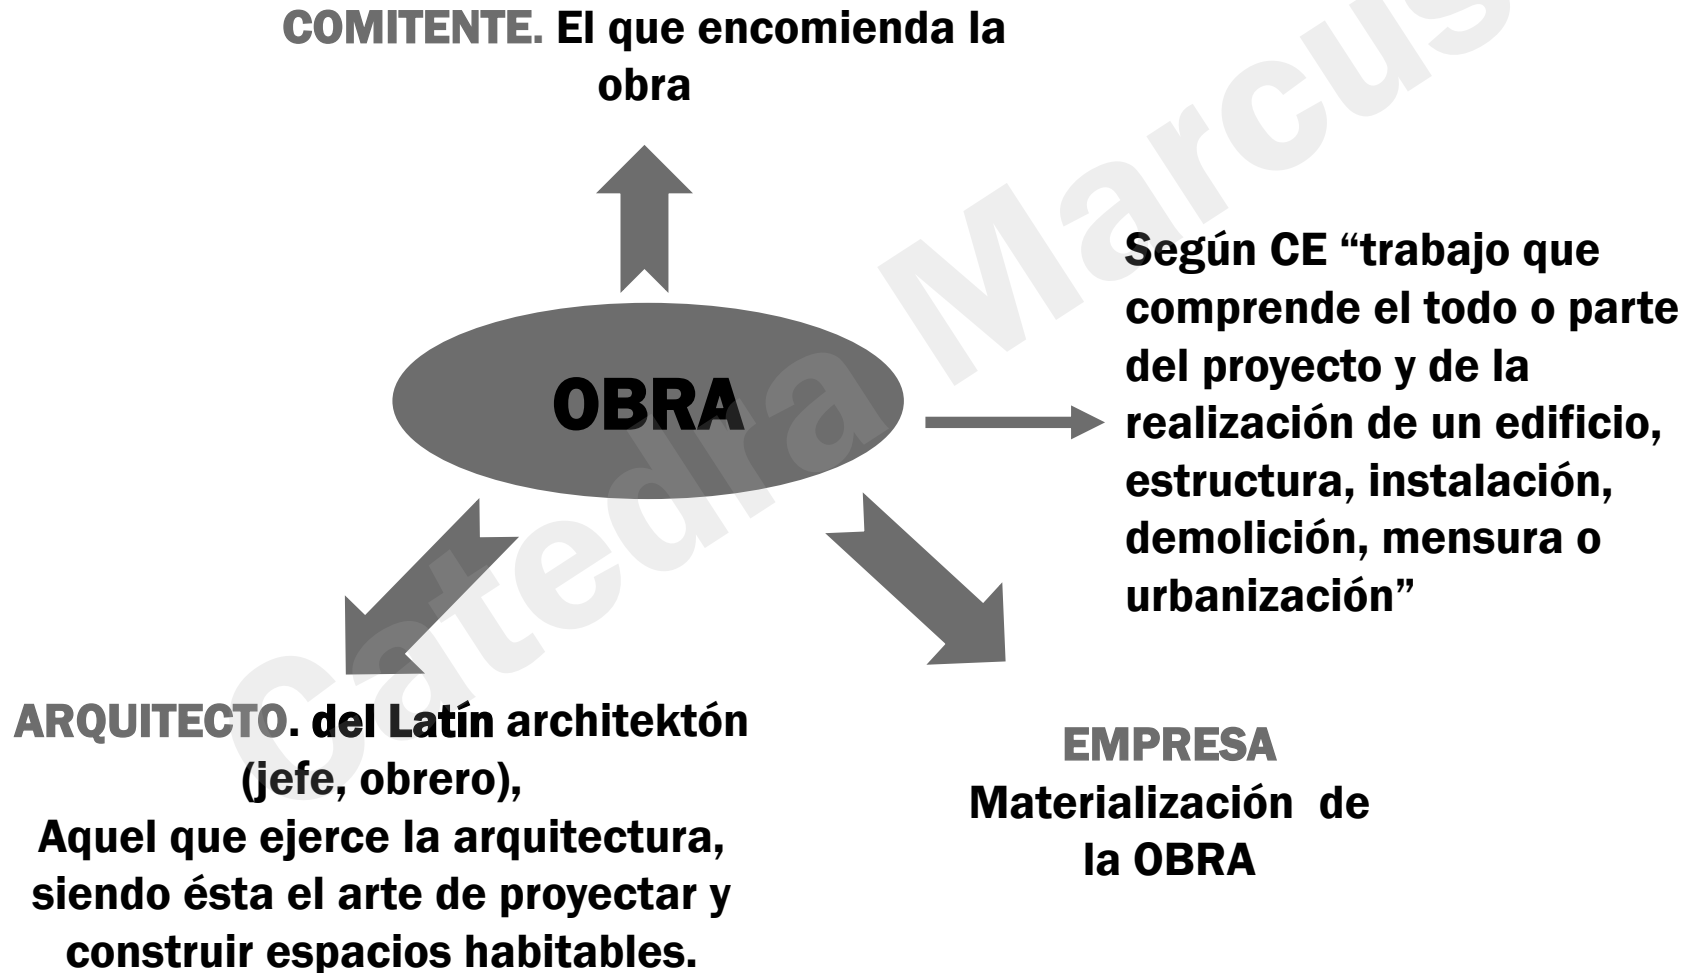 COMITENTE. El que encomienda la
obra
OBRA
Según CE “trabajo que
comprende el todo o parte
del proyecto y de la
realización de un edificio,
estructura, instalación,
demolición, mensura o
urbanización”
ARQUITECTO. del Latín architektón
(jefe, obrero),
Aquel que ejerce la arquitectura,
siendo ésta el arte de proyectar y
construir espacios habitables.
EMPRESA
Materialización de
la OBRA
Catedra Marcus